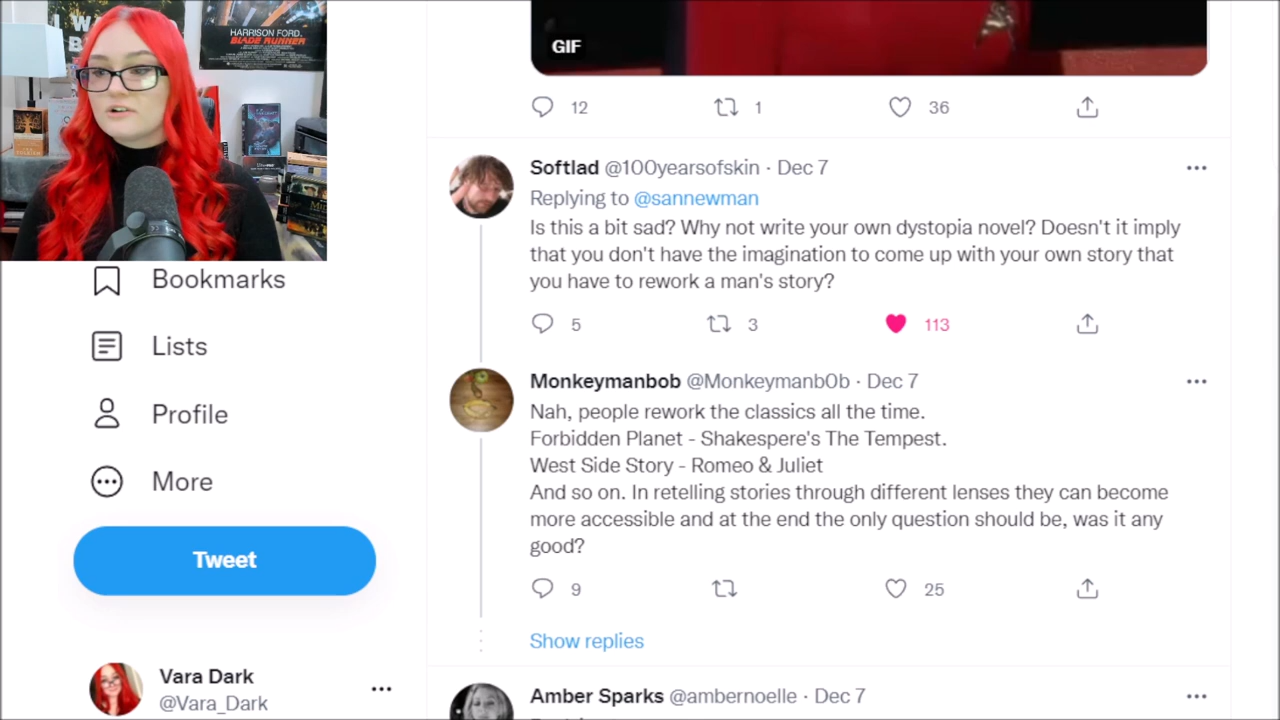 HARRISON FORD.
BLADE RUNNER
GIF
12
1
36
Softlad @100yearsofskin · Dec 7
Replying to @sannewman
Is this a bit sad? Why not write your own dystopia novel? Doesn't it imply
that you don't have the imagination to come up with your own story that
you have to rework a man's story?
5
3
113
Monkeymanbob @Monkeymanb0b · Dec 7
Nah, people rework the classics all the time.
Forbidden Planet - Shakespere's The Tempest.
West Side Story - Romeo & Juliet
And so on. In retelling stories through different lenses they can become
more accessible and at the end the only question should be, was it any
good?
9
25
Show replies
Amber Sparks @ambernoelle · Dec 7
Bookmarks
Lists
Profile
More
Tweet
Vara Dark
@Vara_Dark